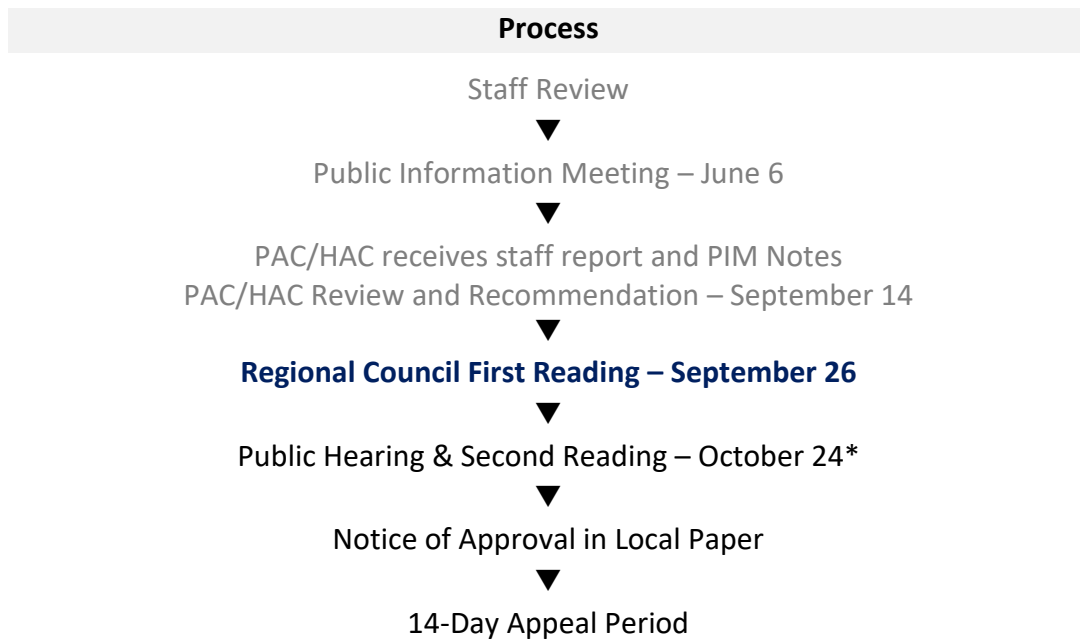 Process
Staff Review
Public Information Meeting – June 6
PAC/HAC receives staff report and PIM Notes
PAC/HAC Review and Recommendation – September 14
Regional Council First Reading – September 26
Public Hearing & Second Reading – October 24*
Notice of Approval in Local Paper
14-Day Appeal Period